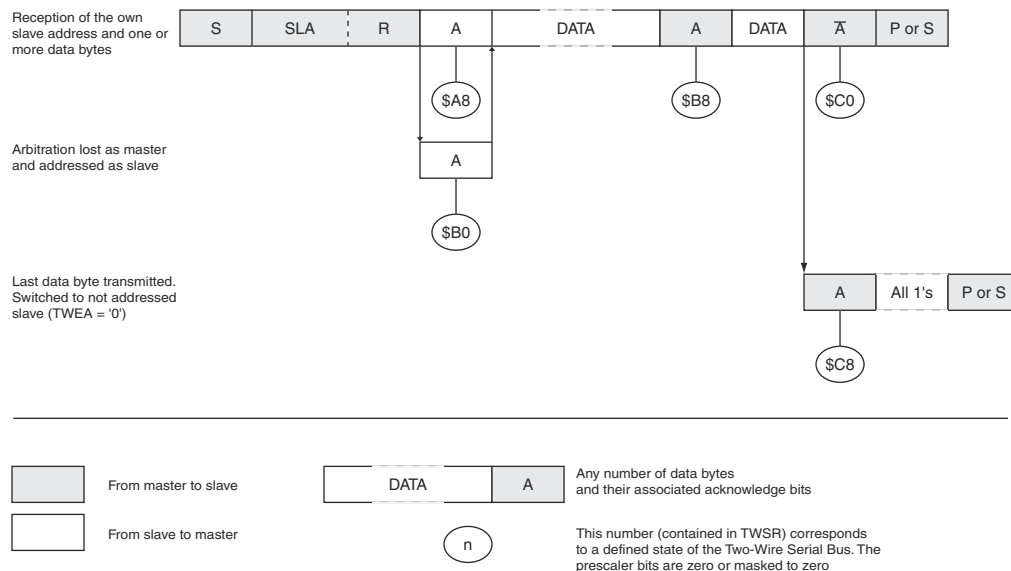 Reception of the own
slave address and one or
more data bytes
S SLA R A DATA A DATA A̅ P or S
$A8 $B8 $C0
Arbitration lost as master
and addressed as slave
A
$B0
Last data byte transmitted.
Switched to not addressed
slave (TWEA = '0')
A All 1's P or S
$C8
From master to slave
DATA A
Any number of data bytes
and their associated acknowledge bits
From slave to master
n
This number (contained in TWSR) corresponds
to a defined state of the Two-Wire Serial Bus. The
prescaler bits are zero or masked to zero